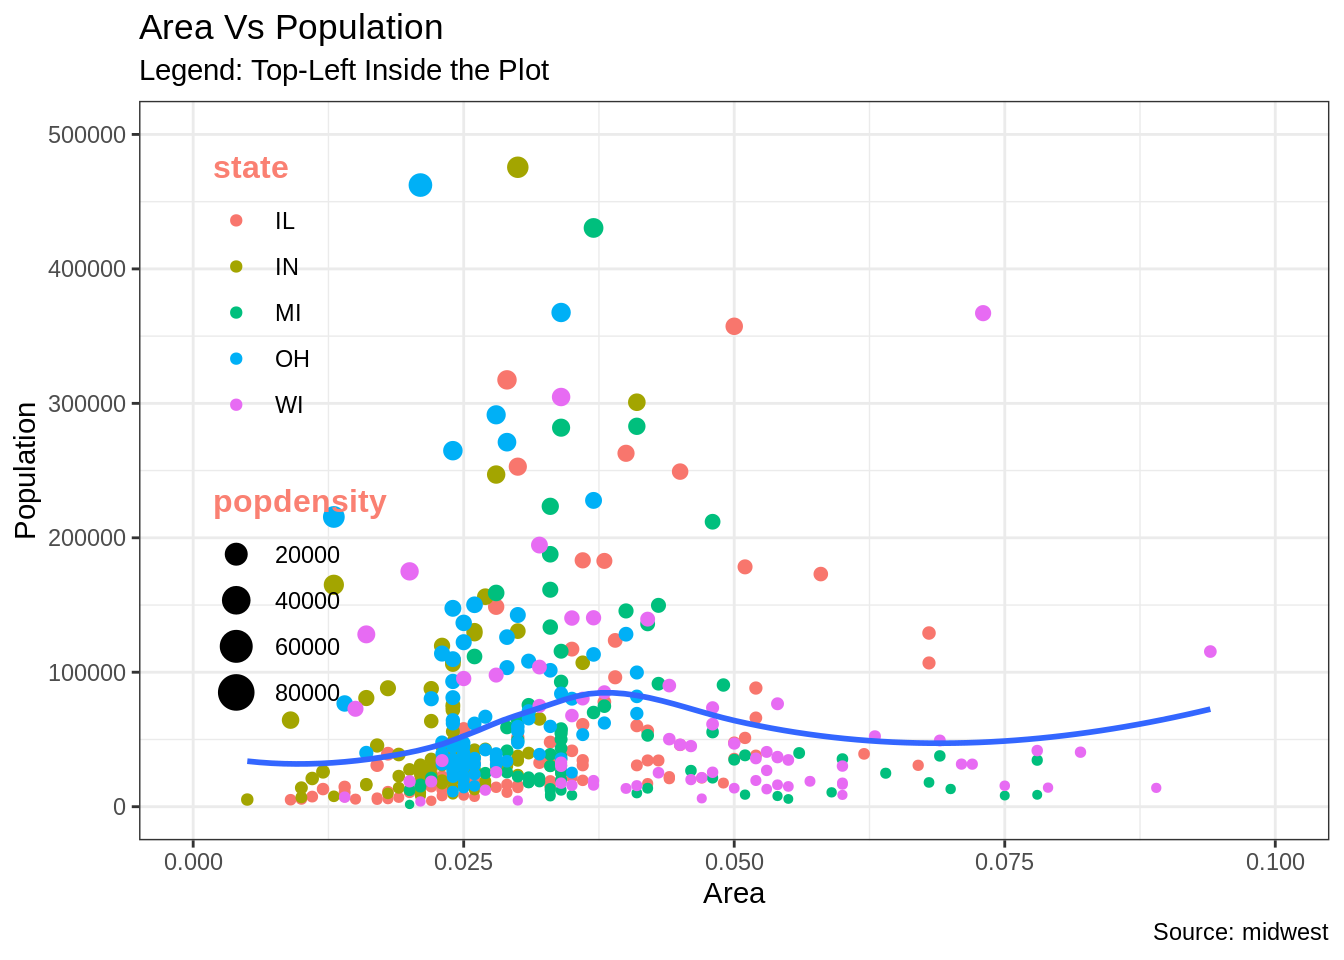 Area Vs Population
Legend: Top-Left Inside the Plot
Population
500000
400000
300000
200000
100000
0
state
IL
IN
MI
OH
WI
popdensity
20000
40000
60000
80000
0.000 0.025 0.050 0.075 0.100
Area
Source: midwest